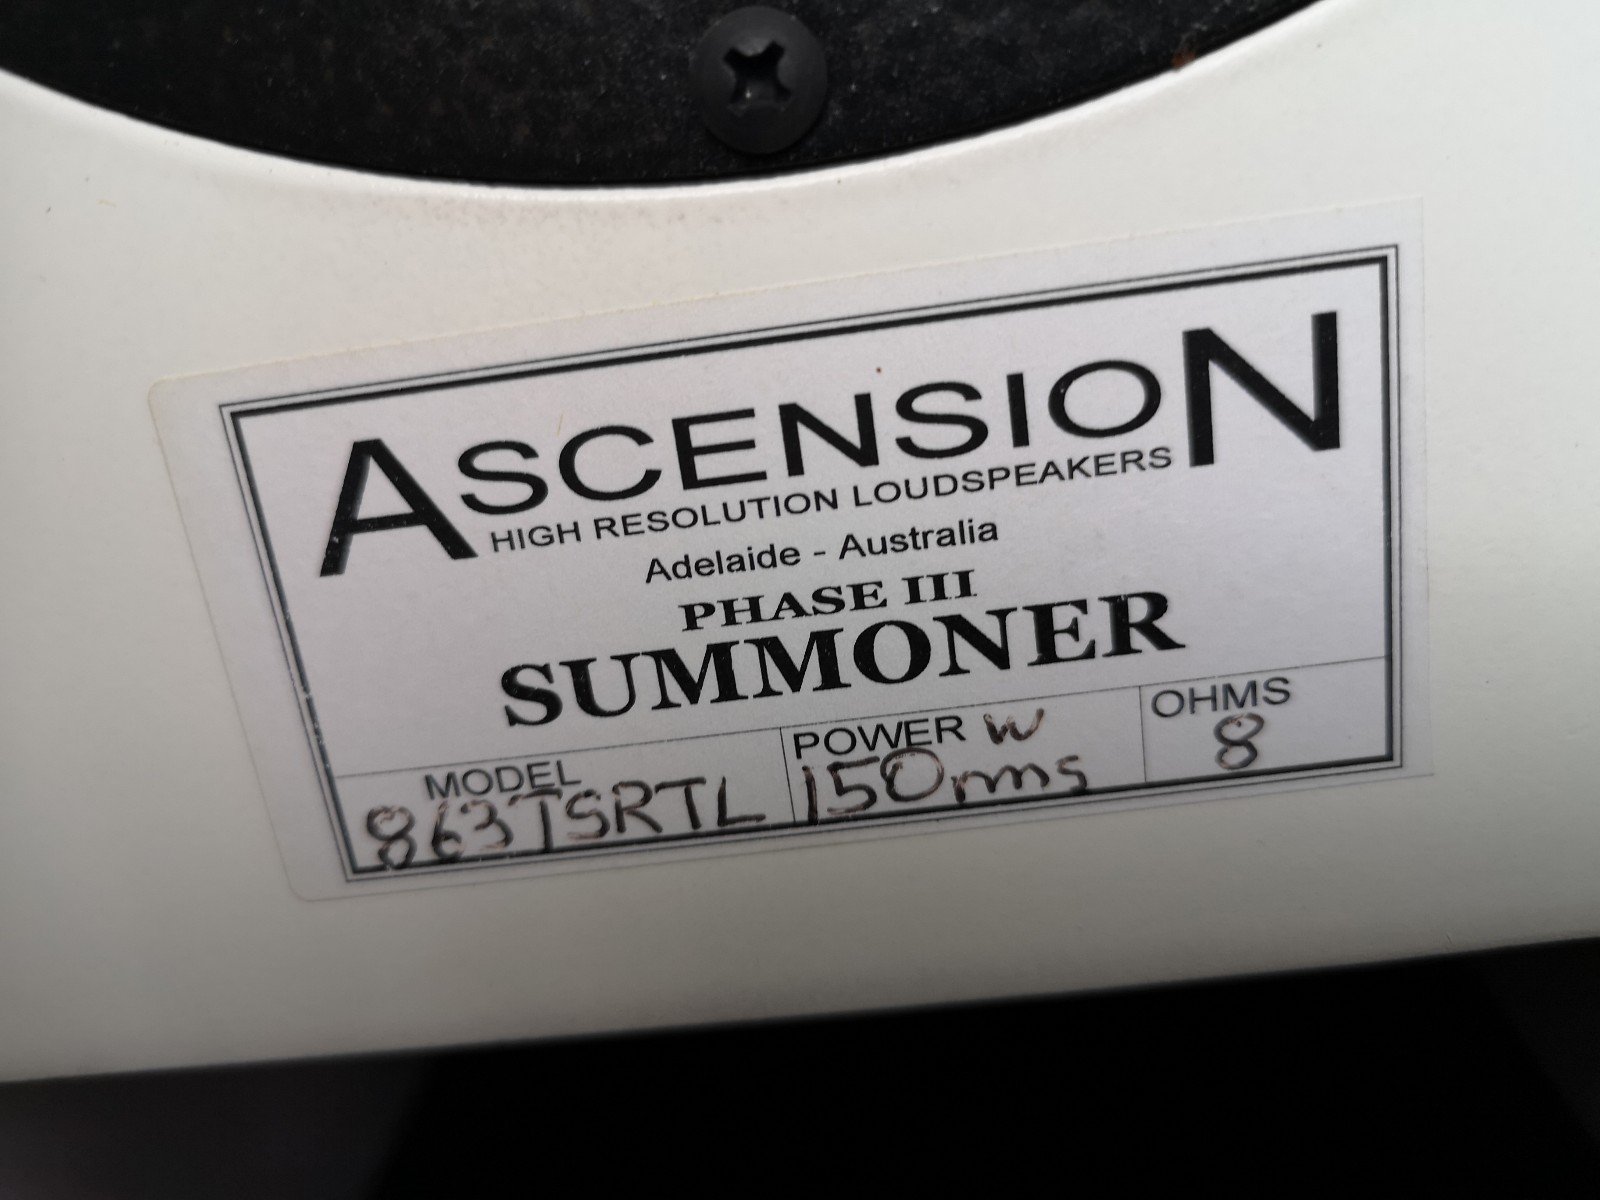 ASCENSION
HIGH RESOLUTION LOUDSPEAKERS
Adelaide - Australia
PHASE III
SUMMONER
MODEL POWER W OHMS
863TSRTL 150rms 8